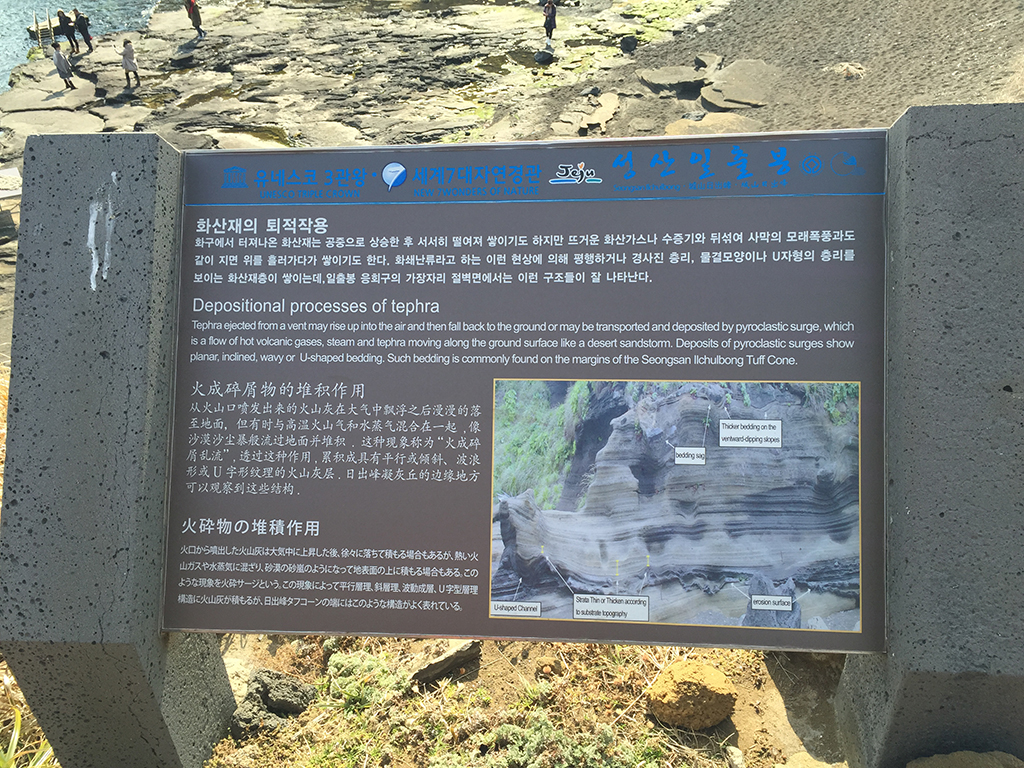 유네스코 3관왕
UNESCO TRIPLE CROWN
세계7대자연경관
NEW 7 WONDERS OF NATURE
Jeju
성산일출봉
화산재의 퇴적작용
화구에서 터져나온 화산재는 공중으로 상승한 후 서서히 떨어져 쌓이기도 하지만 뜨거운 화산가스나 수증기와 뒤섞여 사막의 모래폭풍과도
같이 지면 위를 흘러가다가 쌓이기도 한다. 화쇄난류라고 하는 이런 현상에 의해 평행하거나 경사진 층리, 물결모양이나 U자형의 층리를
보이는 화산재층이 쌓이는데,일출봉 응회구의 가장자리 절벽면에서는 이런 구조들이 잘 나타난다.
Depositional processes of tephra
Tephra ejected from a vent may rise up into the air and then fall back to the ground or may be transported and deposited by pyroclastic surge, which
is a flow of hot volcanic gases, steam and tephra moving along the ground surface like a desert sandstorm. Deposits of pyroclastic surges show
planar, inclined, wavy or U-shaped bedding. Such bedding is commonly found on the margins of the Seongsan Ilchulbong Tuff Cone.
火成碎屑物的堆积作用
从火山口喷发出来的火山灰在大气中飘浮之后漫漫的落
至地面, 但有时与高温火山气和水蒸气混合在一起, 像
沙漠沙尘暴般流过地面并堆积. 这种现象称为“火成碎
屑乱流”, 透过这种作用, 累积成具有平行或倾斜、波浪
形或U字形纹理的火山灰层. 日出峰凝灰丘的边缘地方
可以观察到这些结构.
火砕物の堆積作用
火口から噴出した火山灰は大気中に上昇した後、徐々に落ちて積もる場合もあるが、熱い火
山ガスや水蒸気に混ざり、砂漠の砂嵐のようになって地表面の上に積もる場合もある。この
ような現象を火砕サージという。この現象によって平行層理、斜層理、波動成層、U字型層理
構造に火山灰が積もるが、日出峰タフコーンの端にはこのような構造がよく表れている。
Thicker bedding on the
ventward-dipping slopes
bedding sag
U-shaped Channel
Strata Thin or Thicken according
to substrate topography
erosion surface